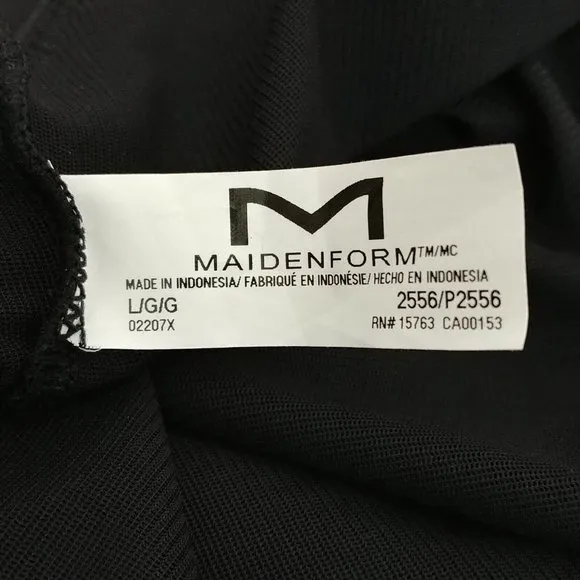 M
MAIDENFORM™/MC
MADE IN INDONESIA/ FABRIQUÉ EN INDONÉSIE/ HECHO EN INDONESIA
L/G/G 2556/P2556
02207X RN# 15763 CA00153